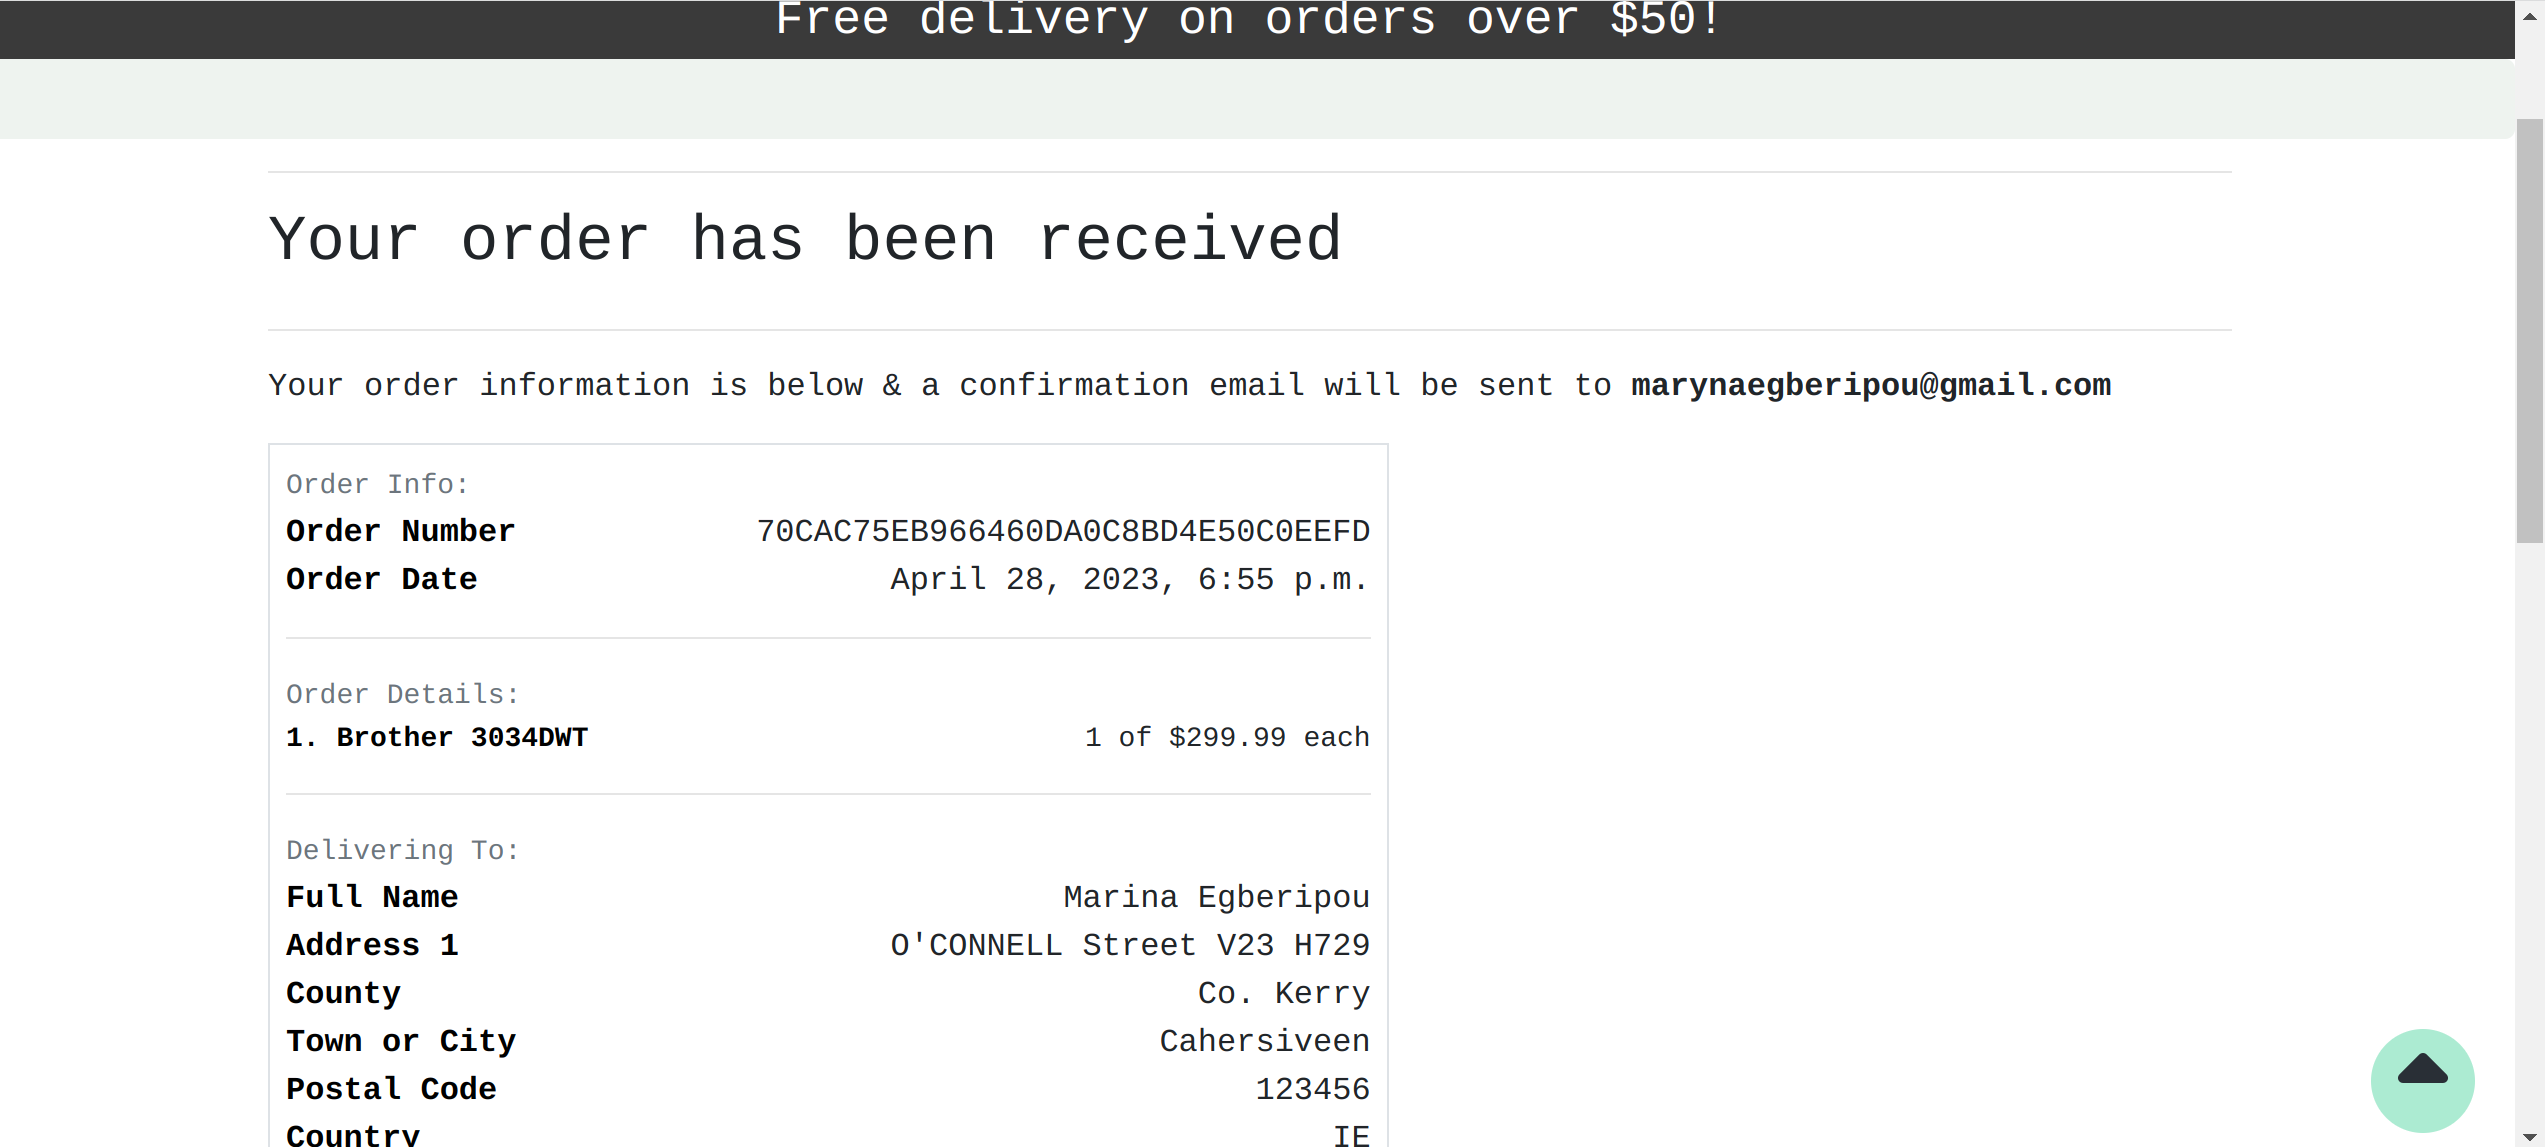 Free delivery on orders over $50!
Your order has been received
Your order information is below & a confirmation email will be sent to marynaegberipou@gmail.com
Order Info:
Order Number 70CAC75EB966460DA0C8BD4E50C0EEFD
Order Date April 28, 2023, 6:55 p.m.
Order Details:
1. Brother 3034DWT 1 of $299.99 each
Delivering To:
Full Name Marina Egberipou
Address 1 O'CONNELL Street V23 H729
County Co. Kerry
Town or City Cahersiveen
Postal Code 123456
Country IE